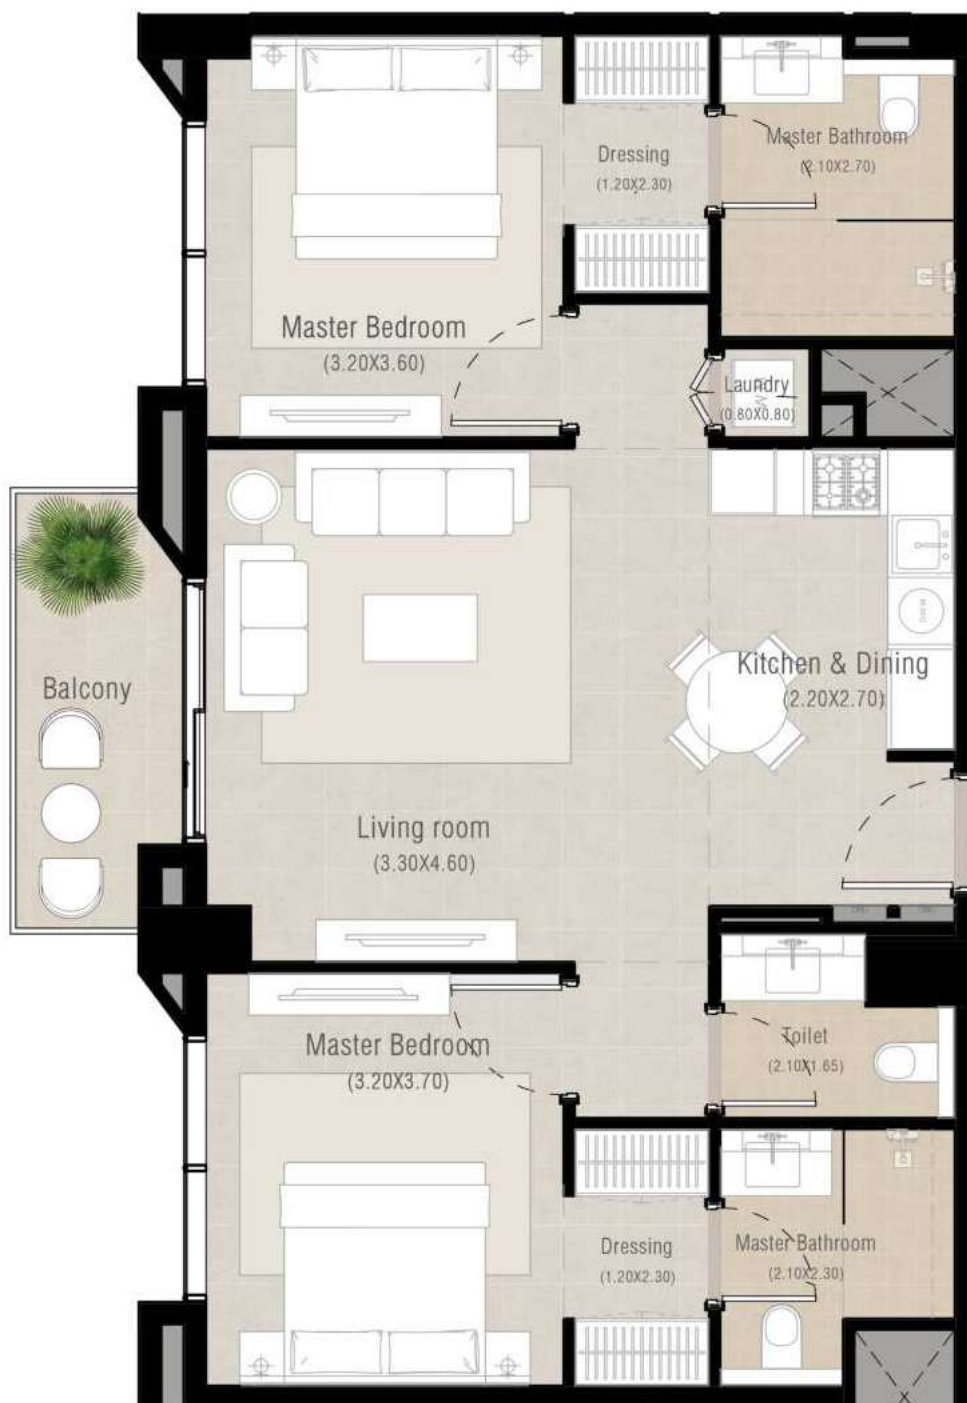 Dressing
(1.20X2.30)
Master Bathroom
(2.10X2.70)
Master Bedroom
(3.20X3.60)
Laundry
(0.80X0.80)
Kitchen & Dining
(2.20X2.70)
Balcony
Living room
(3.30X4.60)
Toilet
(2.10X1.65)
Master Bedroom
(3.20X3.70)
Dressing
(1.20X2.30)
Master Bathroom
(2.10X2.30)